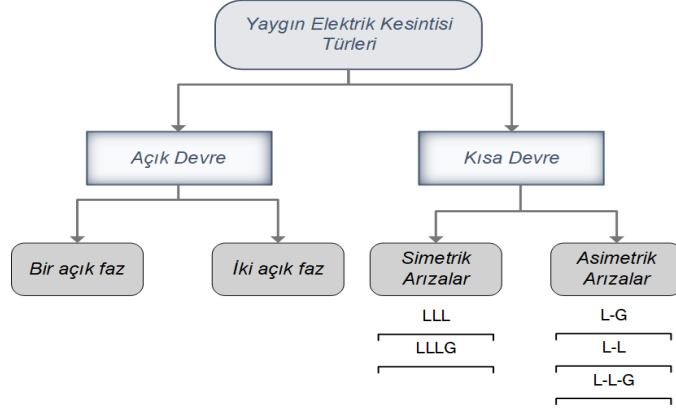 Yaygın Elektrik Kesintisi
Türleri
Açık Devre
Kısa Devre
Bir açık faz
İki açık faz
Simetrik
Arızalar
Asimetrik
Arızalar
LLL
LLLG
L-G
L-L
L-L-G